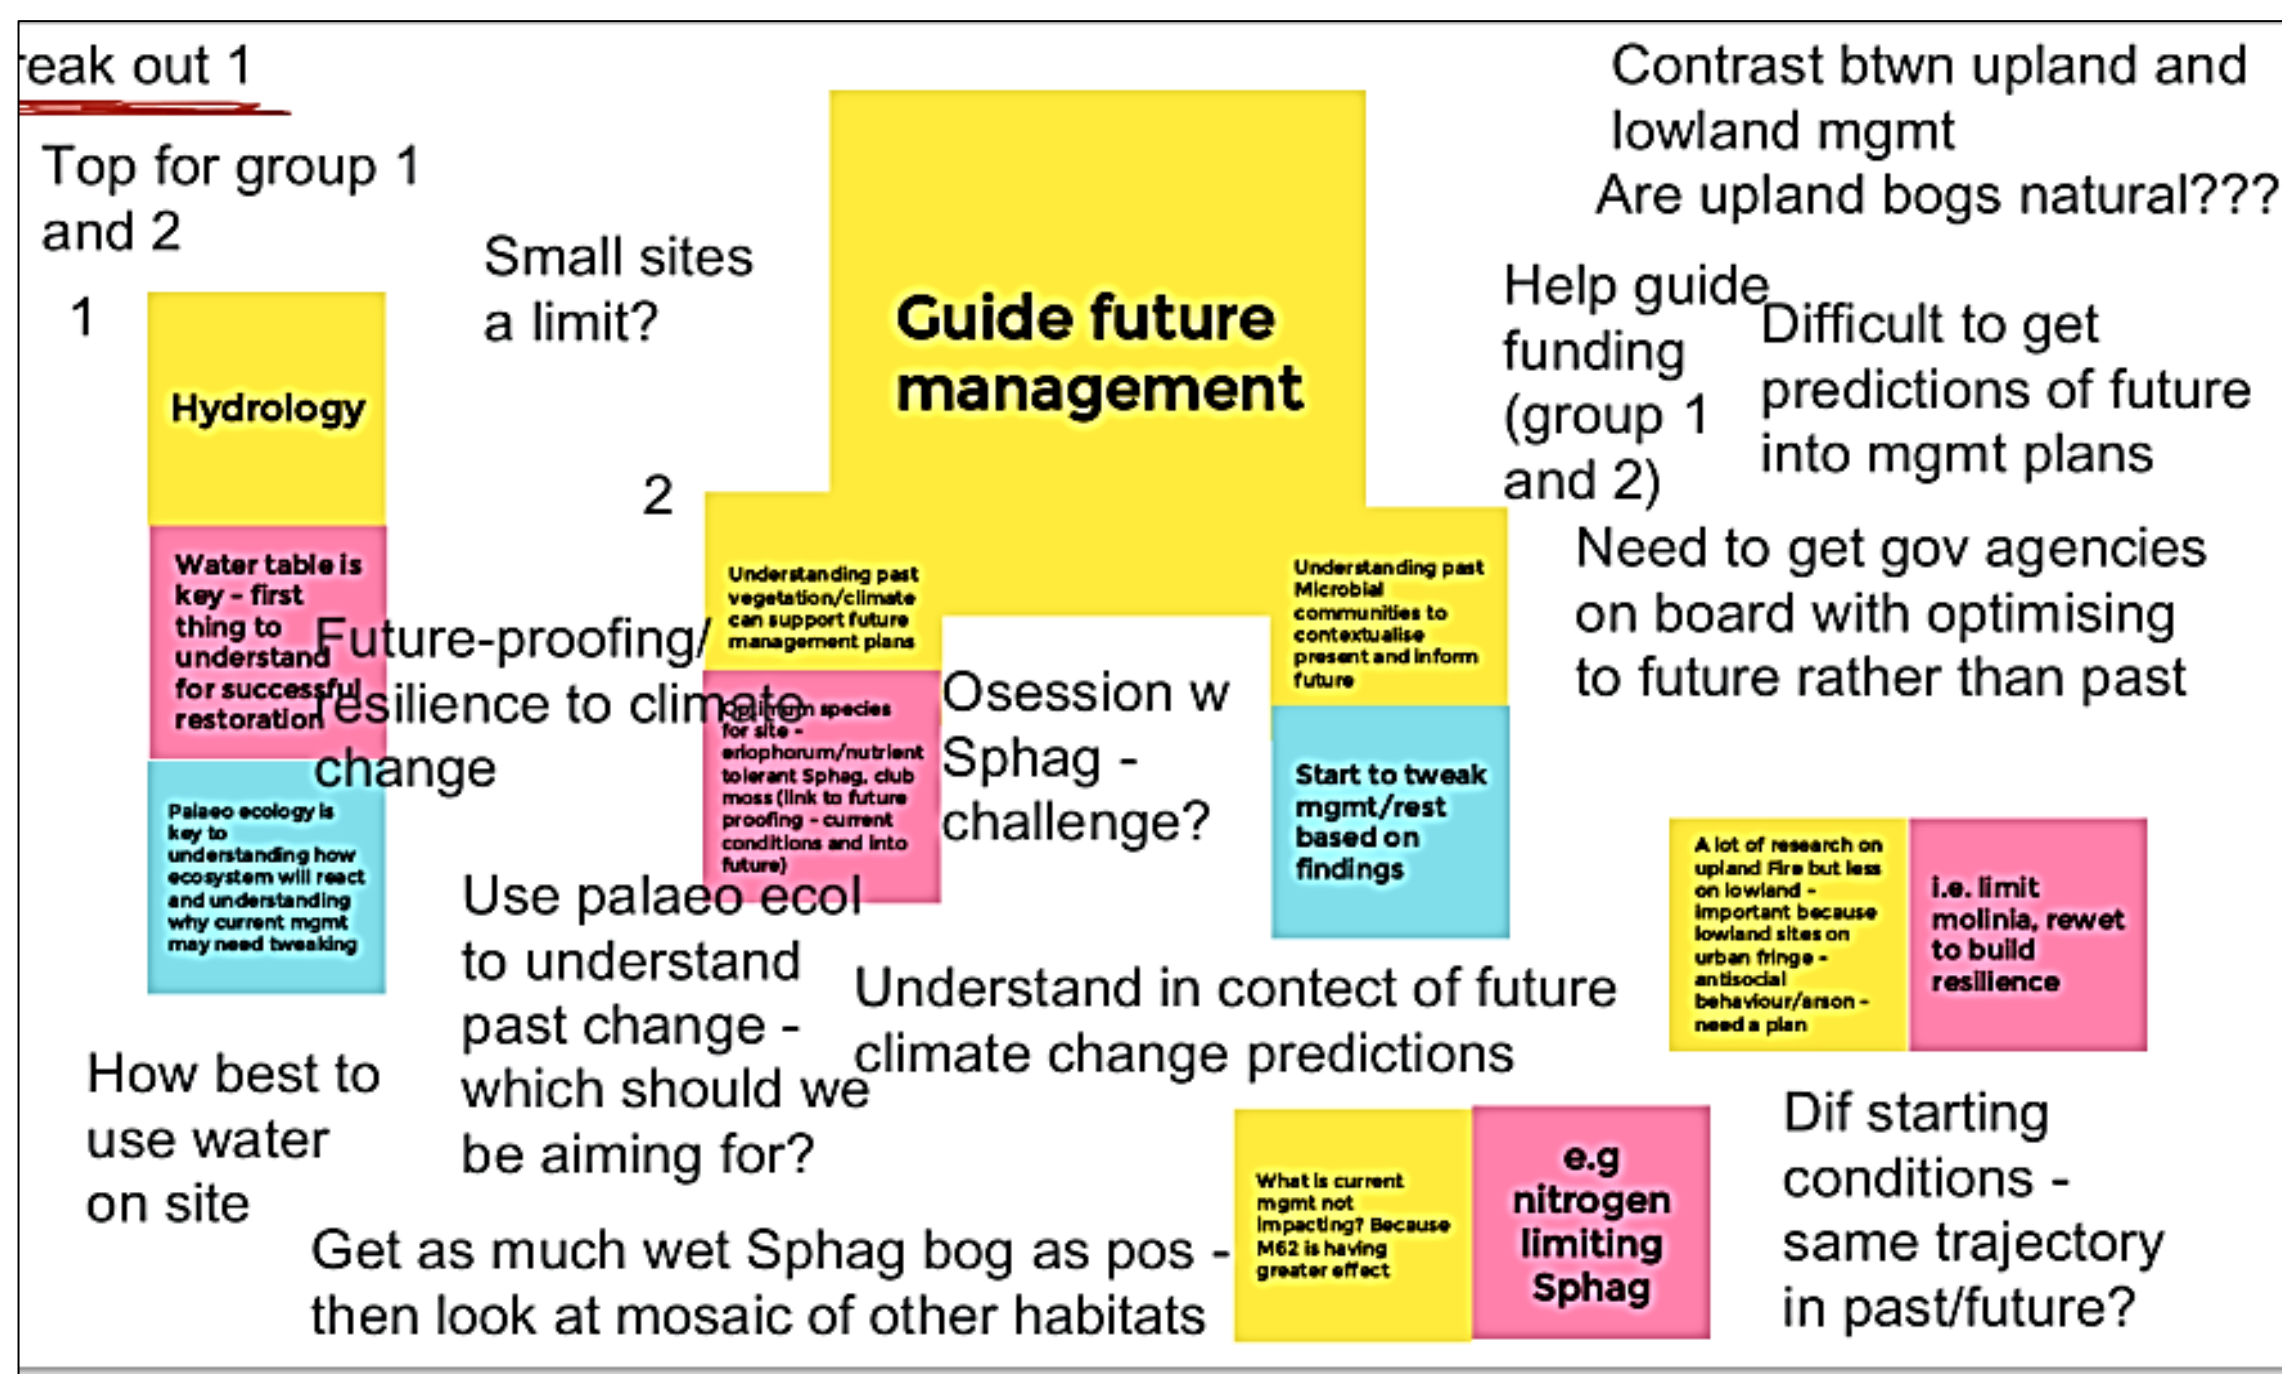 reak out 1
Top for group 1
and 2
1
Hydrology
Water table is
key - first
thing to
understand
for successful
restoration
Palaeo ecology is
key to
understanding how
ecosystem will react
and understanding
why current mgmt
may need tweaking
How best to
use water
on site
Small sites
a limit?
Future-proofing/
resilience to climate
change
Guide future
management
2
Understanding past
vegetation/climate
can support future
management plans
Optimum species
for site -
eriophorum/nutrient
tolerant Sphag, club
moss (link to future
proofing - current
conditions and into
future)
Osession w
Sphag -
challenge?
Understanding past
Microbial
communities to
contextualise
present and inform
future
Start to tweak
mgmt/rest
based on
findings
Use palaeo ecol
to understand
past change -
which should we
be aiming for?
Understand in contect of future
climate change predictions
Get as much wet Sphag bog as pos -
then look at mosaic of other habitats
What is current
mgmt not
impacting? Because
M62 is having
greater effect
e.g
nitrogen
limiting
Sphag
Contrast btwn upland and
lowland mgmt
Are upland bogs natural???
Help guide
funding
(group 1
and 2)
Difficult to get
predictions of future
into mgmt plans
Need to get gov agencies
on board with optimising
to future rather than past
A lot of research on
upland Fire but less
on lowland -
important because
lowland sites on
urban fringe -
antisocial
behaviour/arson -
need a plan
i.e. limit
molinia, rewet
to build
resilience
Dif starting
conditions -
same trajectory
in past/future?